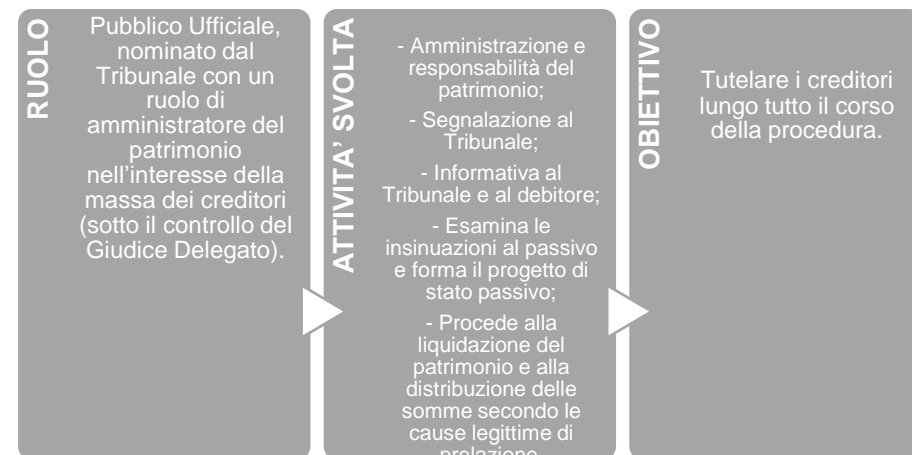 RUOLO
Pubblico Ufficiale,
nominato dal
Tribunale con un
ruolo di
amministratore del
patrimonio
nell'interesse della
massa dei creditori
(sotto il controllo del
Giudice Delegato).
ATTIVITA' SVOLTA
- Amministrazione e
responsabilità del
patrimonio;
- Segnalazione al
Tribunale;
- Informativa al
Tribunale e al debitore;
- Esamina le
insinuazioni al passivo
e forma il progetto di
stato passivo;
- Procede alla
liquidazione del
patrimonio e alla
distribuzione delle
somme secondo le
cause legittime di
prelazione
OBIETTIVO
Tutelare i creditori
lungo tutto il corso
della procedura.